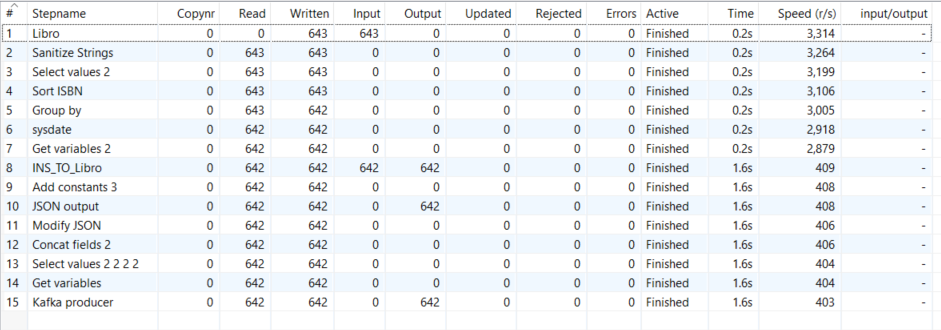 # Stepname Copynr Read Written Input Output Updated Rejected Errors Active Time Speed (r/s) input/output
1 Libro 0 0 643 643 0 0 0 0 Finished 0.2s 3,314 -
2 Sanitize Strings 0 643 643 0 0 0 0 0 Finished 0.2s 3,264 -
3 Select values 2 0 643 643 0 0 0 0 0 Finished 0.2s 3,199 -
4 Sort ISBN 0 643 643 0 0 0 0 0 Finished 0.2s 3,106 -
5 Group by 0 643 642 0 0 0 0 0 Finished 0.2s 3,005 -
6 sysdate 0 642 642 0 0 0 0 0 Finished 0.2s 2,918 -
7 Get variables 2 0 642 642 0 0 0 0 0 Finished 0.2s 2,879 -
8 INS_TO_Libro 0 642 642 642 642 0 0 0 Finished 1.6s 409 -
9 Add constants 3 0 642 642 0 0 0 0 0 Finished 1.6s 408 -
10 JSON output 0 642 642 0 642 0 0 0 Finished 1.6s 408 -
11 Modify JSON 0 642 642 0 0 0 0 0 Finished 1.6s 406 -
12 Concat fields 2 0 642 642 0 0 0 0 0 Finished 1.6s 406 -
13 Select values 2 2 2 2 0 642 642 0 0 0 0 0 Finished 1.6s 404 -
14 Get variables 0 642 642 0 0 0 0 0 Finished 1.6s 404 -
15 Kafka producer 0 642 642 0 642 0 0 0 Finished 1.6s 403 -